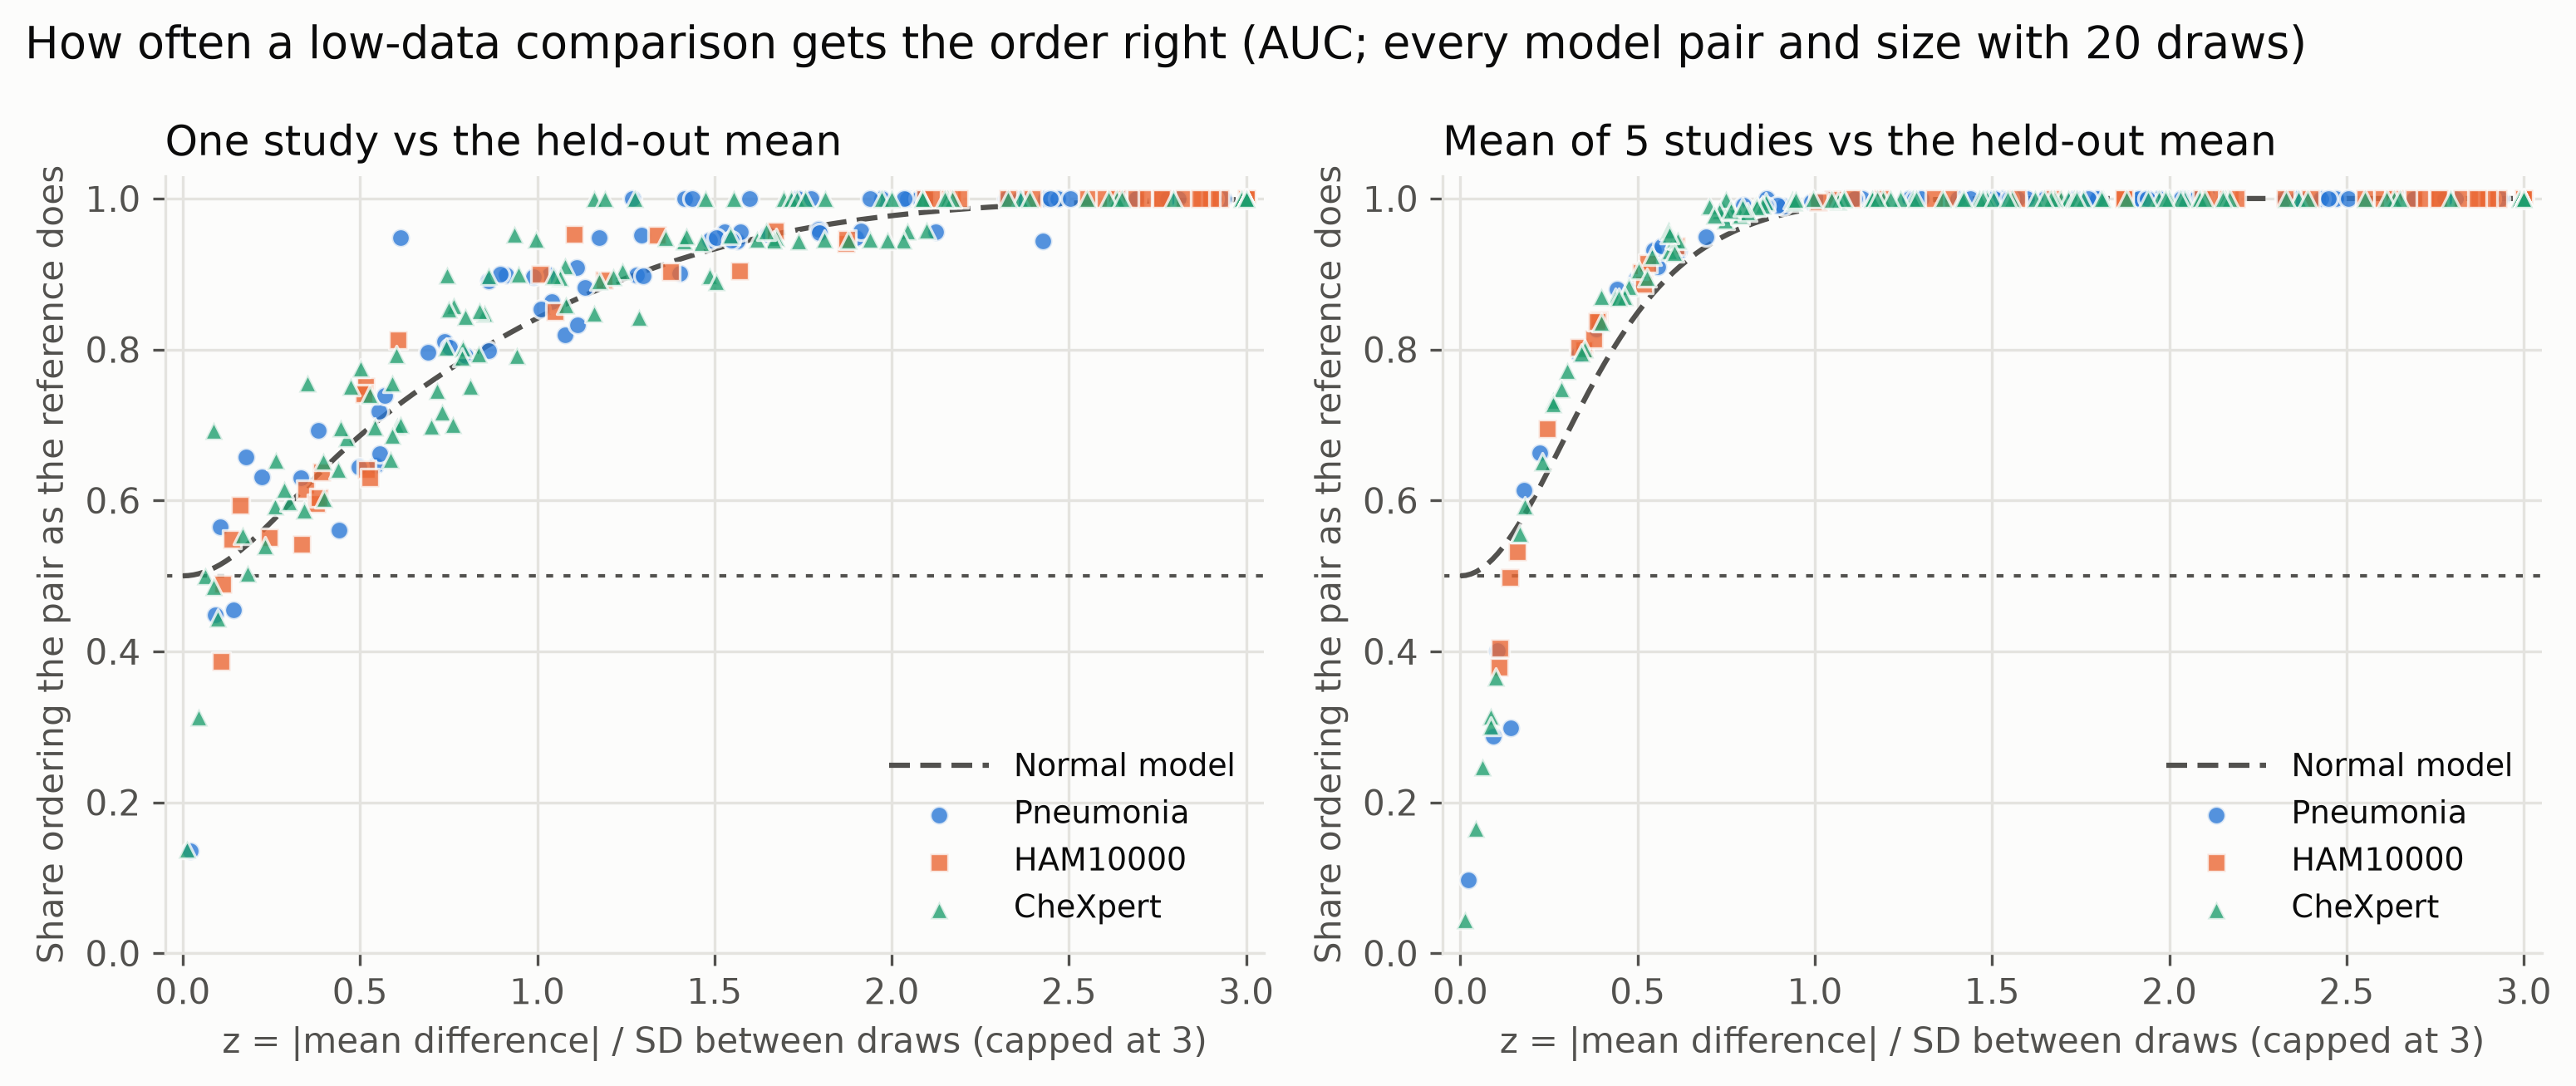 How often a low-data comparison gets the order right (AUC; every model pair and size with 20 draws)
One study vs the held-out mean
Share ordering the pair as the reference does
1.0
0.8
0.6
0.4
0.2
0.0
Normal model
Pneumonia
HAM10000
CheXpert
0.0 0.5 1.0 1.5 2.0 2.5 3.0
z = |mean difference| / SD between draws (capped at 3)
Mean of 5 studies vs the held-out mean
Share ordering the pair as the reference does
1.0
0.8
0.6
0.4
0.2
0.0
Normal model
Pneumonia
HAM10000
CheXpert
0.0 0.5 1.0 1.5 2.0 2.5 3.0
z = |mean difference| / SD between draws (capped at 3)